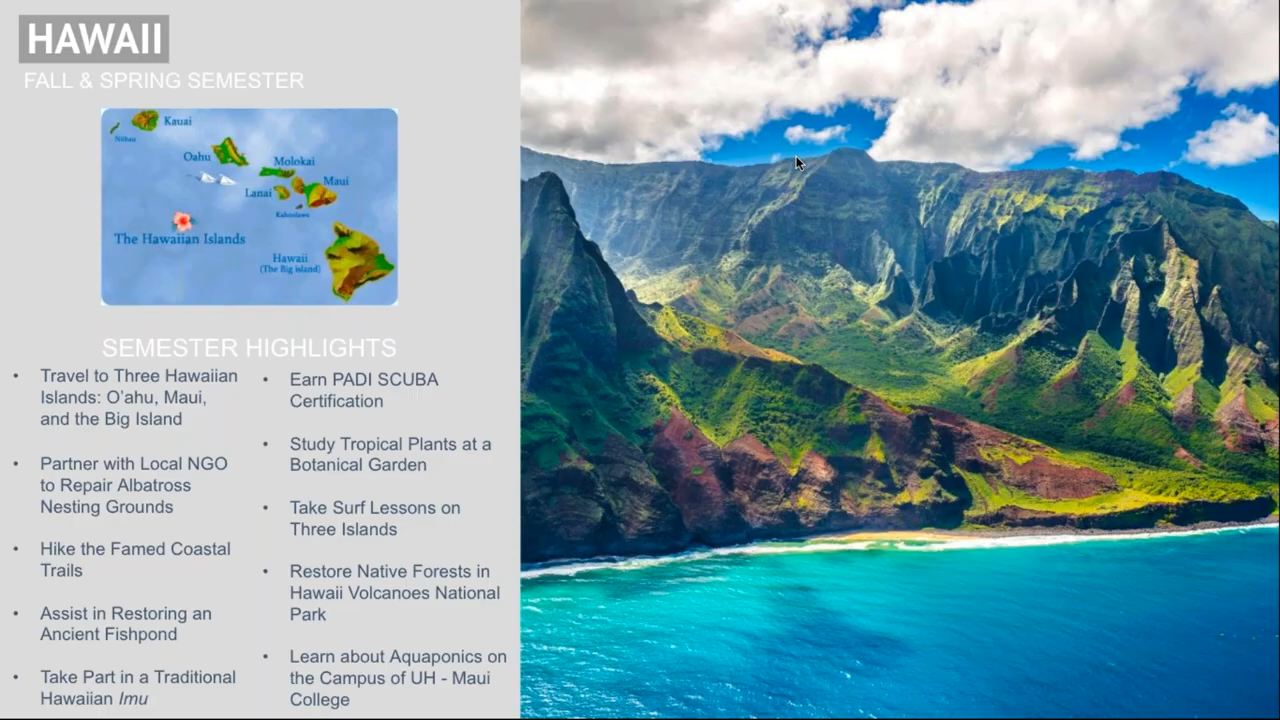 HAWAII
FALL & SPRING SEMESTER
Kauai
Niihau
Oahu
Molokai
Lanai
Maui
Kahoolawe
The Hawaiian Islands
Hawaii
(The Big island)
SEMESTER HIGHLIGHTS
• Travel to Three Hawaiian
Islands: O'ahu, Maui,
and the Big Island
• Partner with Local NGO
to Repair Albatross
Nesting Grounds
• Hike the Famed Coastal
Trails
• Assist in Restoring an
Ancient Fishpond
• Take Part in a Traditional
Hawaiian Imu
• Earn PADI SCUBA
Certification
• Study Tropical Plants at a
Botanical Garden
• Take Surf Lessons on
Three Islands
• Restore Native Forests in
Hawaii Volcanoes National
Park
• Learn about Aquaponics on
the Campus of UH - Maui
College